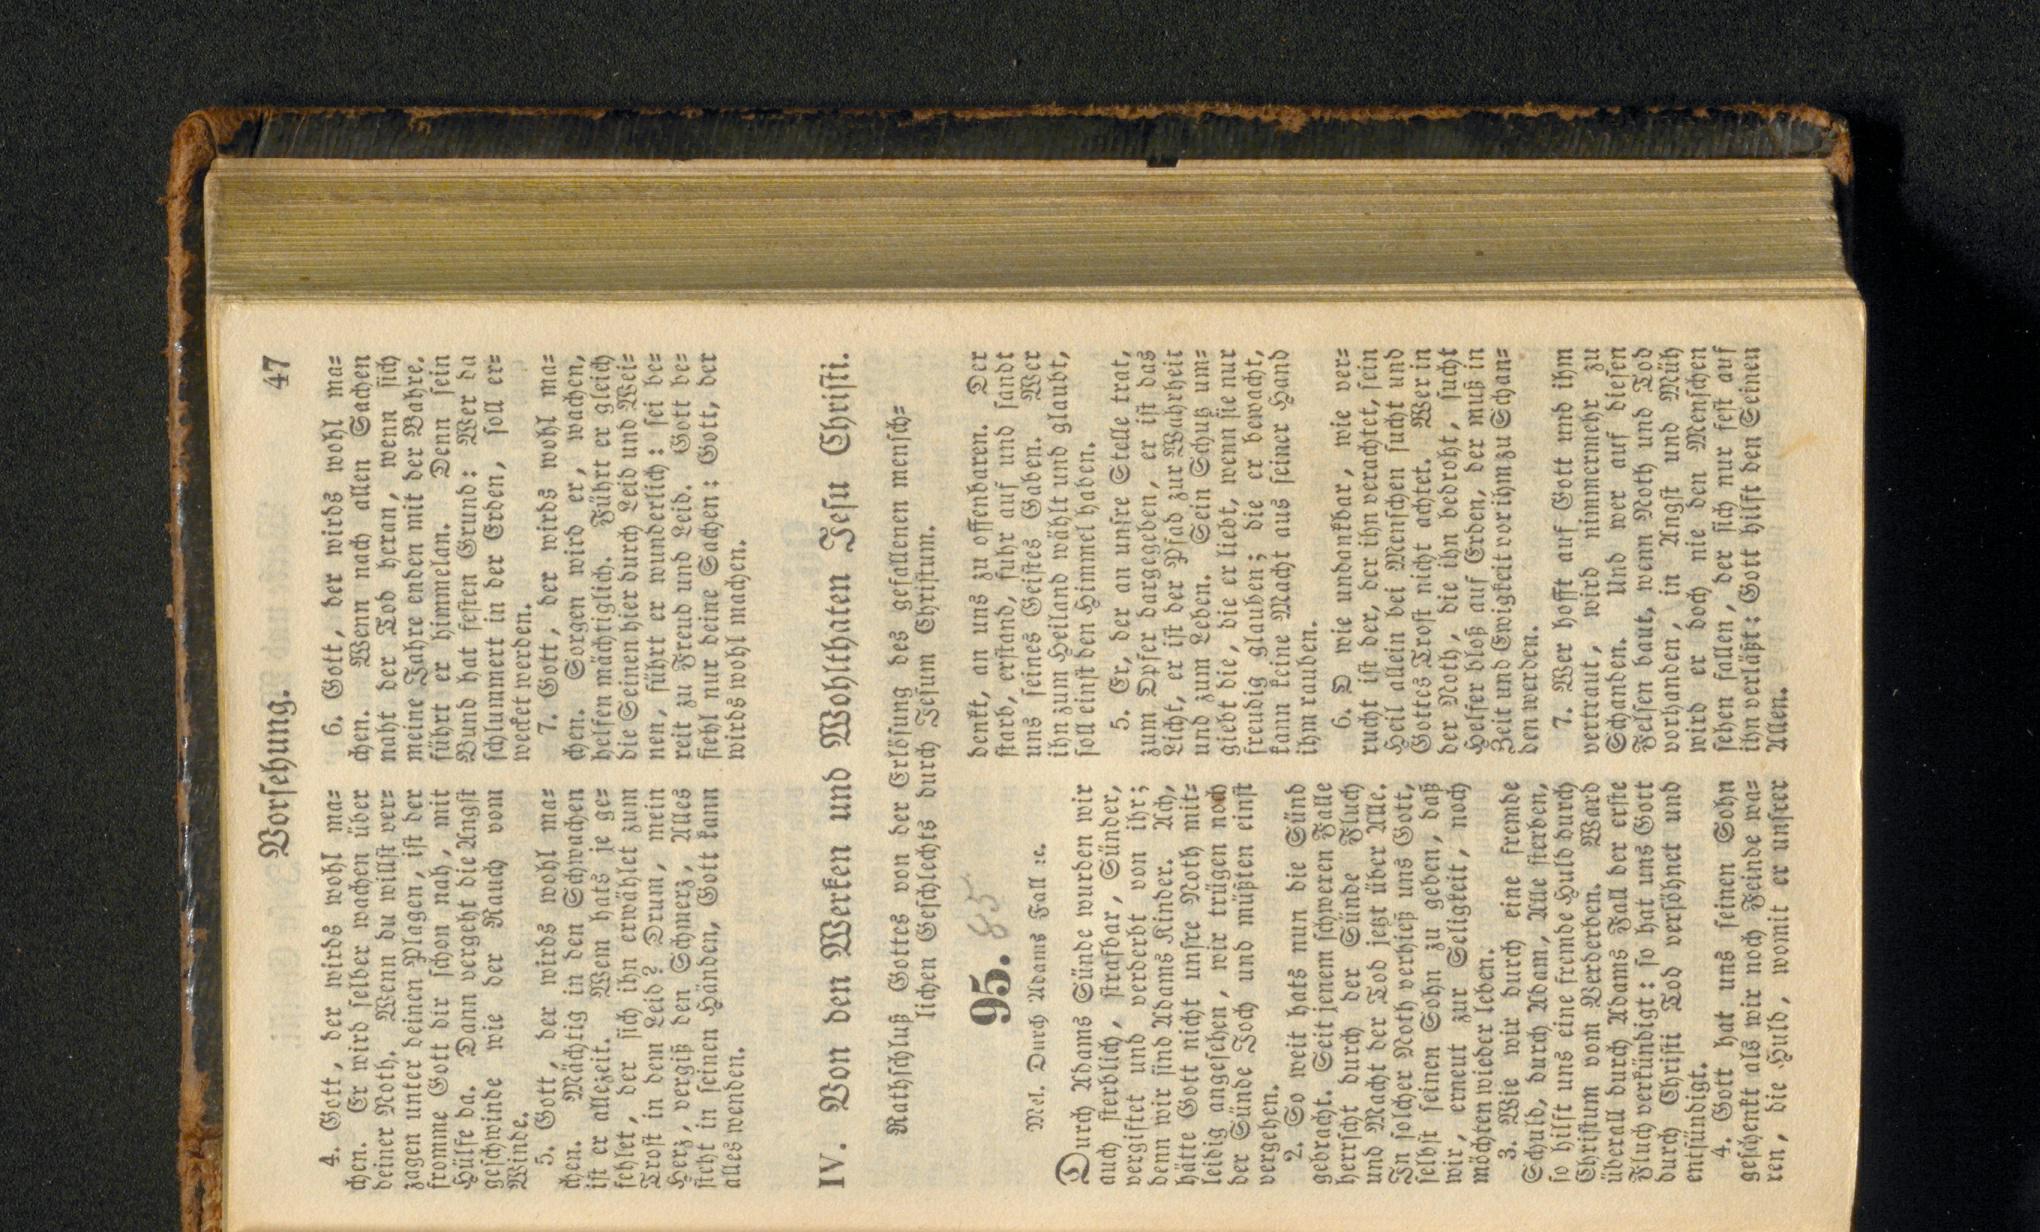 Vorsehung. 47
4. Gott, der wirds wohl ma-
chen. Er wird selber wachen über
deiner Noth. Wenn du willst ver-
zagen unter deinen Plagen, ist der
fromme Gott dir schon nah, mit
Hülfe da. Dann vergeht die Angst
geschwinde wie der Rauch vom
Winde.
5. Gott, der wirds wohl ma-
chen. Mächtig in den Schwachen
ist er allezeit. Wem hats je ge-
fehlet, der sich ihn erwählet zum
Trost in dem Leid? Drum, mein
Herz, vergiß den Schmerz, Alles
steht in seinen Händen, Gott kann
alles wenden.
6. Gott, der wirds wohl ma-
chen. Wenn nach allen Sachen
naht der Tod heran, wenn sich
meine Jahre enden mit der Bahre,
führt er himmelan. Denn sein
Bund hat festen Grund: Wer da
schlummert in der Erden, soll er-
wecket werden.
7. Gott, der wirds wohl ma-
chen. Sorgen wird er, wachen,
helfen mächtiglich. Führt er gleich
die Seinen hier durch Leid und Wei-
nen, führt er wunderlich: sei be-
reit zu Freud und Leid. Gott be-
fiehl nur deine Sachen: Gott, der
wirds wohl machen.
IV. Von den Werken und Wohlthaten Jesu Christi.
Rathschluß Gottes von der Erlösung des gefallenen mensch-
lichen Geschlechts durch Jesum Christum.
95. 85
Mel. Durch Adams Fall ꝛc.
Durch Adams Sünde wurden wir
auch sterblich, strafbar, Sünder,
vergiftet und verderbt von ihr;
denn wir sind Adams Kinder. Ach,
hätte Gott nicht unsre Noth mit-
leidig angesehen, wir trügen noch
der Sünde Joch und müßten einst
vergehen.
2. So weit hats nun die Sünd
gebracht. Seit jenem schweren Falle
herrscht durch der Sünde Fluch
und Macht der Tod jetzt über Alle.
In solcher Noth verhieß uns Gott,
selbst seinen Sohn zu geben, daß
wir, erneut zur Seligkeit, noch
möchten wieder leben.
3. Wie wir durch eine fremde
Schuld, durch Adam, Alle sterben,
so hilft uns eine fremde Huld durch
Christum vom Verderben. Ward
überall durch Adams Fall der erste
Fluch verkündigt: so hat uns Gott
durch Christi Tod versöhnet und
entsündigt.
4. Gott hat uns seinen Sohn
geschenkt als wir noch Feinde wa-
ren, die Huld, womit er unsrer
denkt, an uns zu offenbaren. Der
starb, erstand, fuhr auf und sandt
uns seines Geistes Gaben. Wer
ihn zum Heiland wählt und glaubt,
soll einst den Himmel haben.
5. Er, der an unsre Stelle trat,
zum Opfer dargegeben, er ist das
Licht, er ist der Pfad zur Wahrheit
und zum Leben. Sein Schutz um-
giebt die, die er liebt, wenn sie nur
freudig glauben; die er bewacht,
kann keine Macht aus seiner Hand
ihm rauben.
6. O wie undankbar, wie ver-
rucht ist der, der ihn verachtet, sein
Heil allein bei Menschen sucht und
Gottes Trost nicht achtet. Wer in
der Noth, die ihn bedroht, sucht
Helfer bloß auf Erden, der muß in
Zeit und Ewigkeit vor ihm zu Schan-
den werden.
7. Wer hofft auf Gott und ihm
vertraut, wird nimmermehr zu
Schanden. Und wer auf diesen
Felsen baut, wenn Noth und Tod
vorhanden, in Angst und Müh
wird er doch nie den Menschen
sehen fallen, der sich nur fest auf
ihn verläßt: Gott hilft den Seinen
Allen.